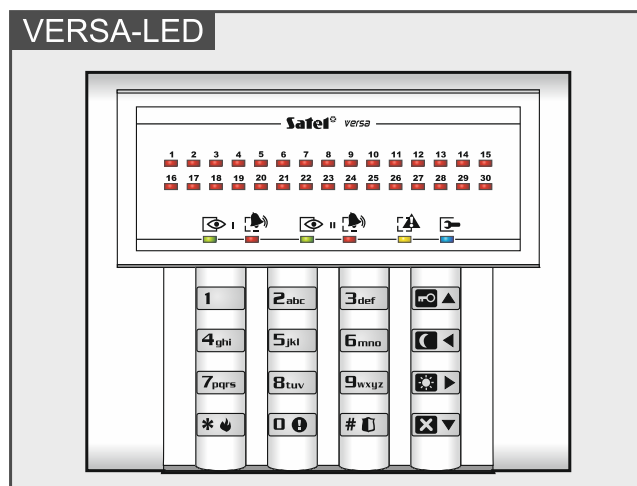 VERSA-LED
Satel versa
1 2 3 4 5 6 7 8 9 10 11 12 13 14 15
16 17 18 19 20 21 22 23 24 25 26 27 28 29 30
I II
1 2abc 3def
4ghi 5jkl 6mno
7pqrs 8tuv 9wxyz
* 0 #